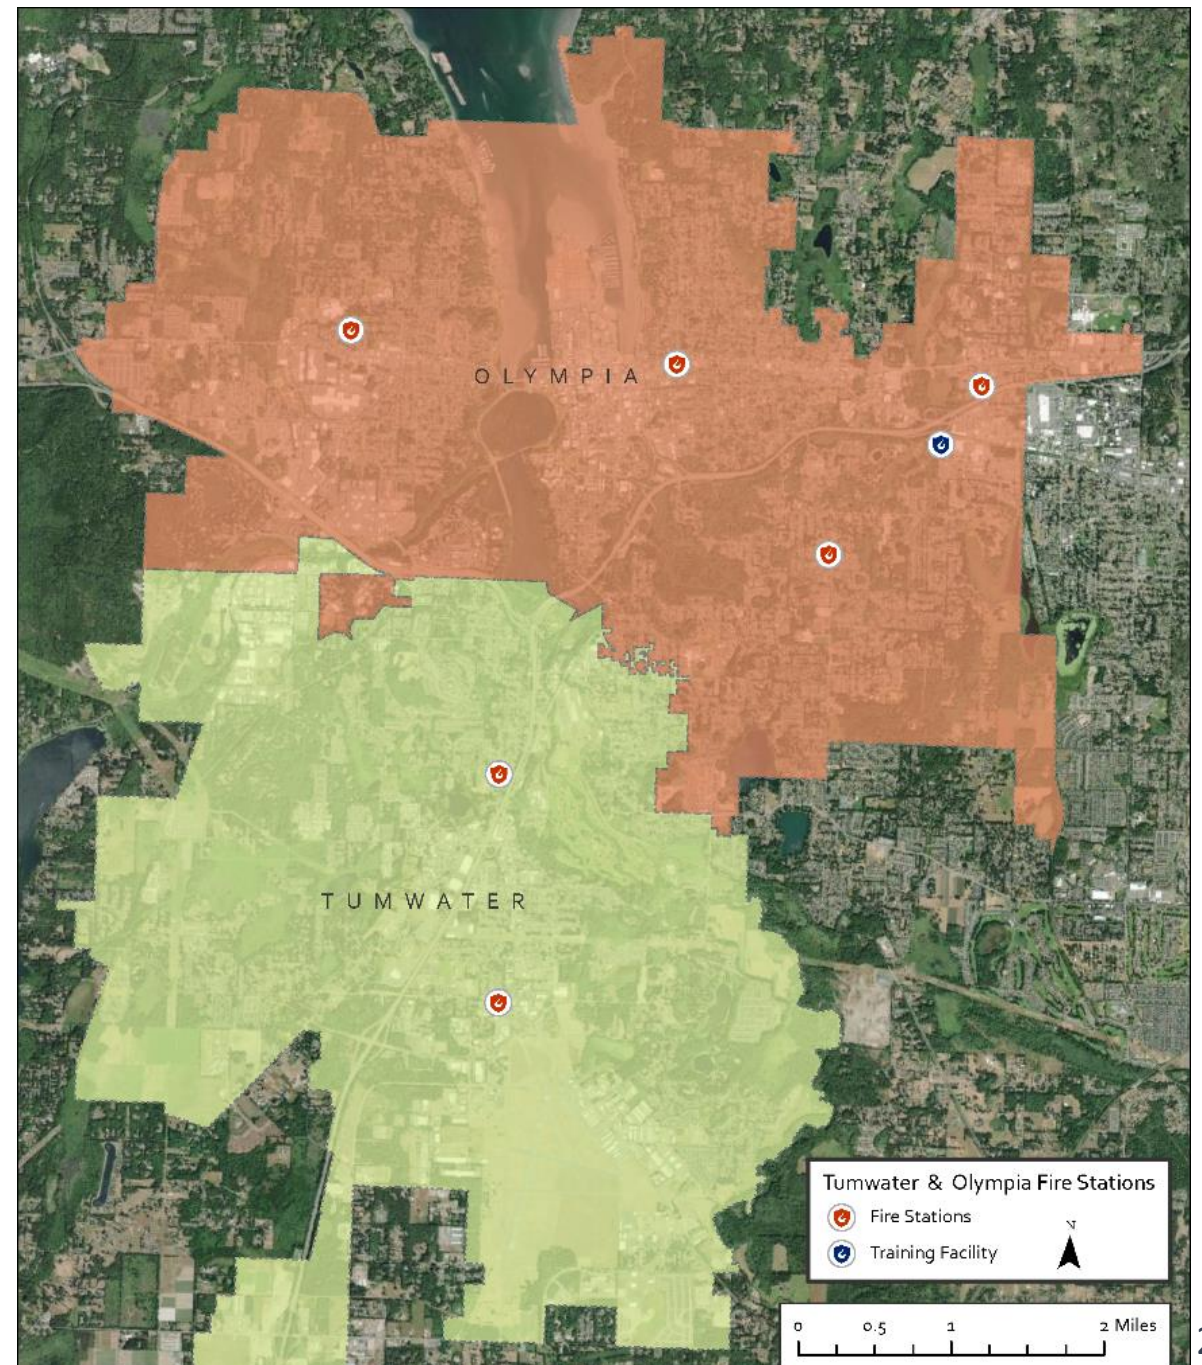 OLYMPIA
TUMWATER
Tumwater & Olympia Fire Stations
Fire Stations
N
Training Facility
0 0.5 1 2 Miles